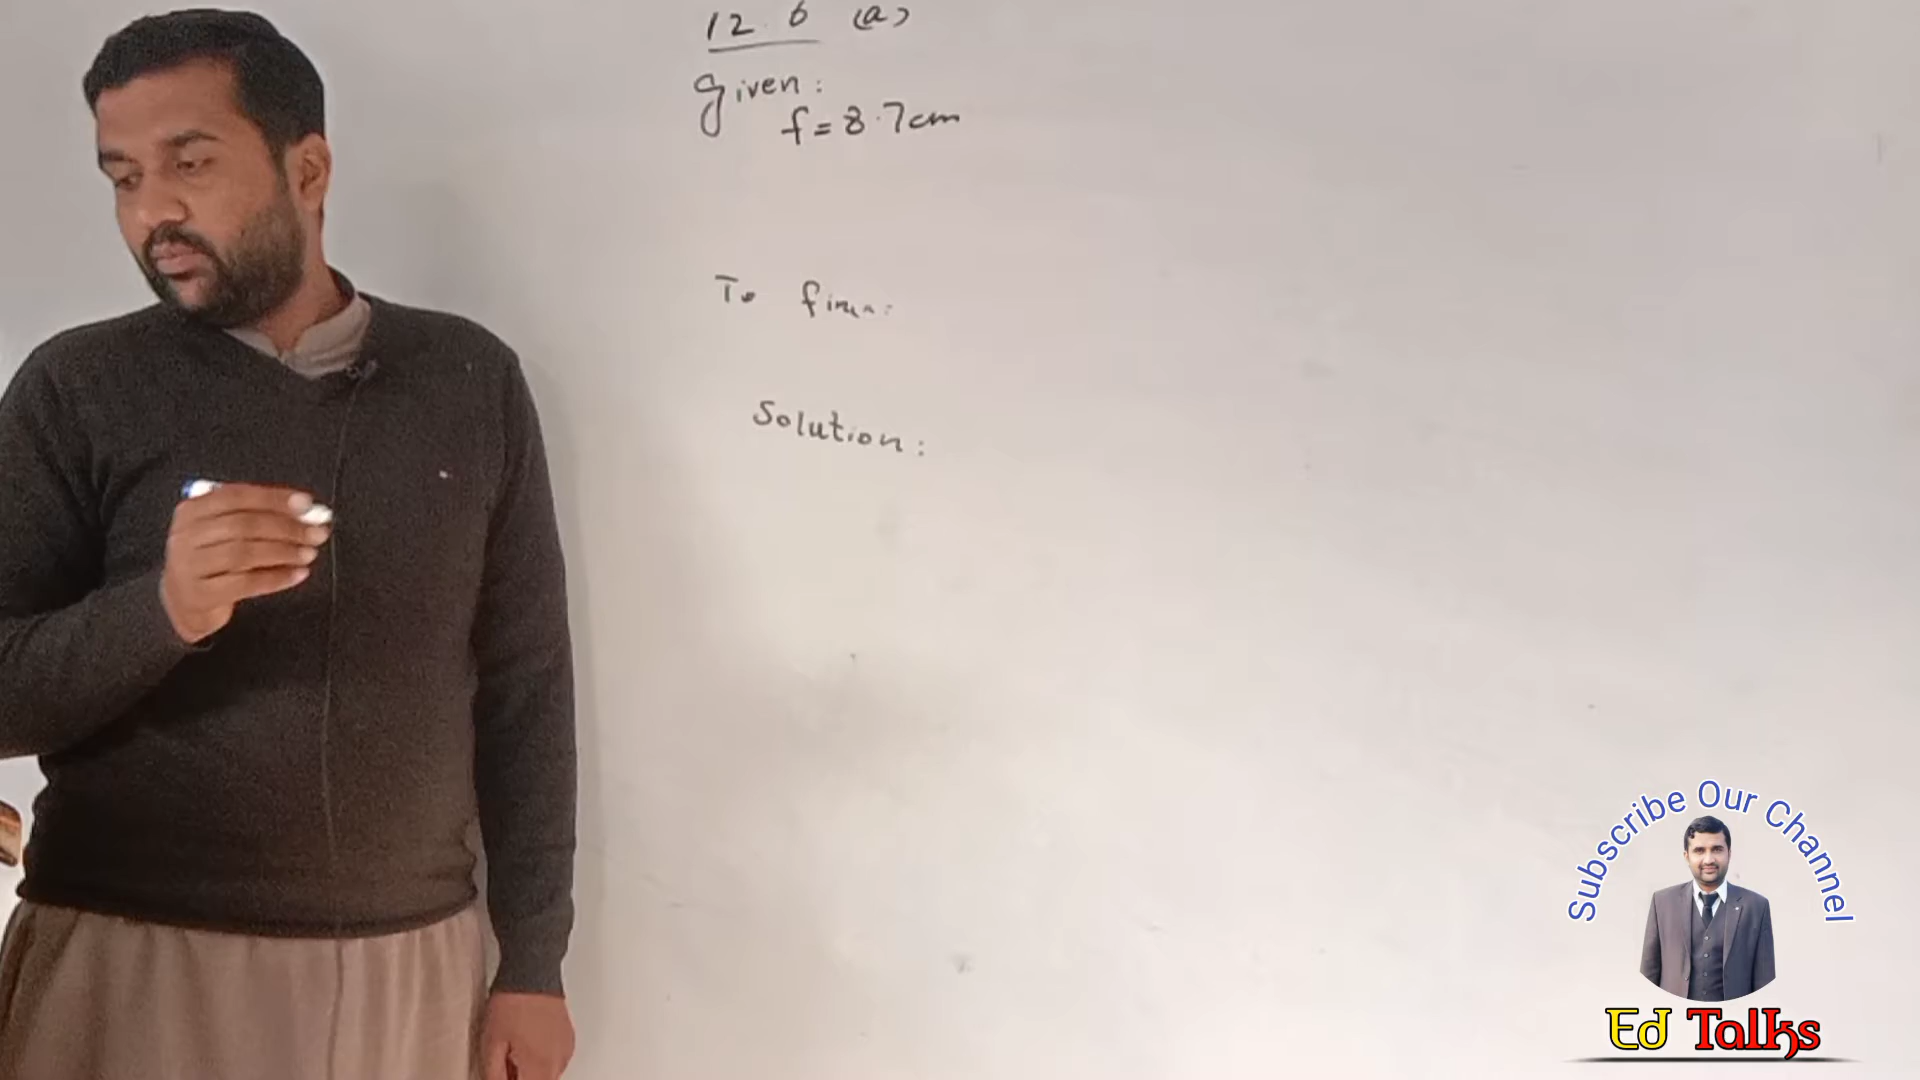 12.6 (a)
Given:
f = 8.7cm
To find:
Solution:
Subscribe Our Channel
Ed Talks